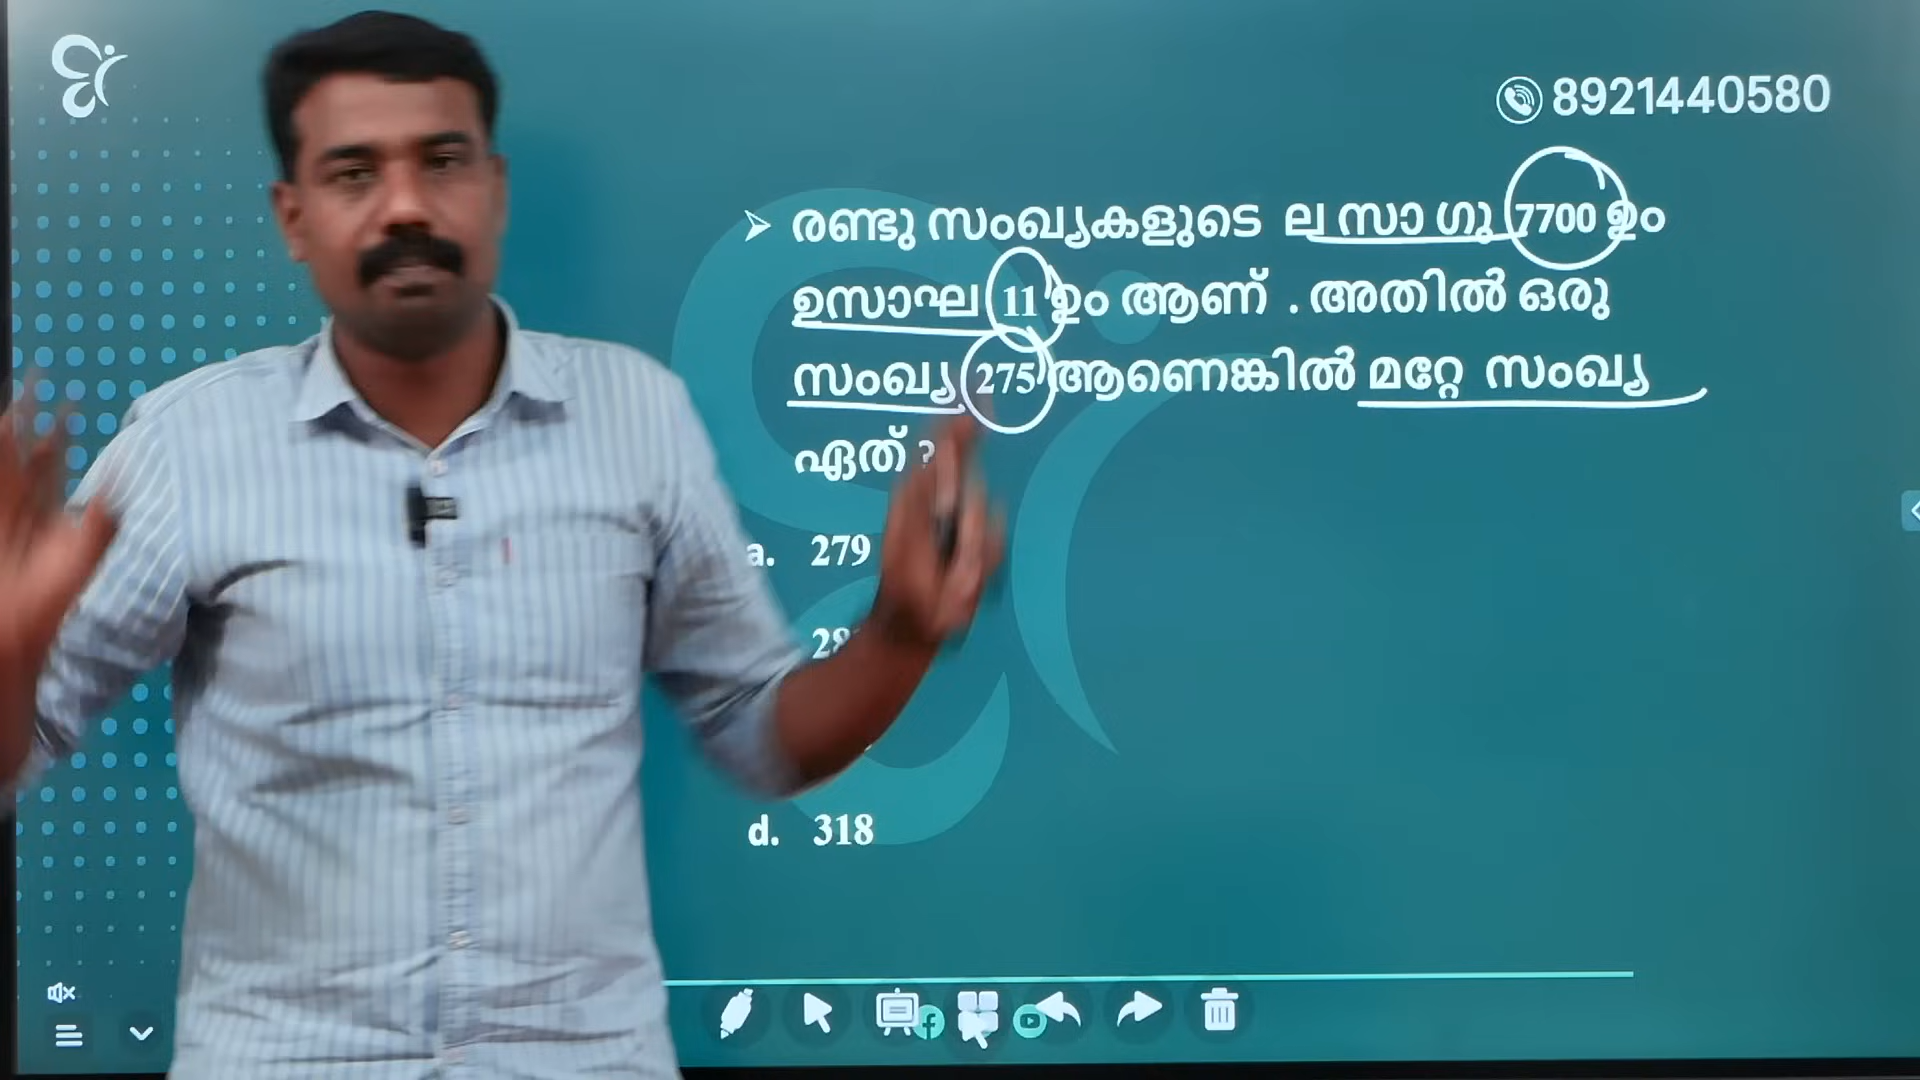 8921440580
➢ രണ്ടു സംഖ്യകളുടെ ല സാ ഗു 7700 ഉം
ഉസാഘ 11 ഉം ആണ് . അതിൽ ഒരു
സംഖ്യ 275 ആണെങ്കിൽ മറ്റേ സംഖ്യ
ഏത് ?
a. 279
d. 318